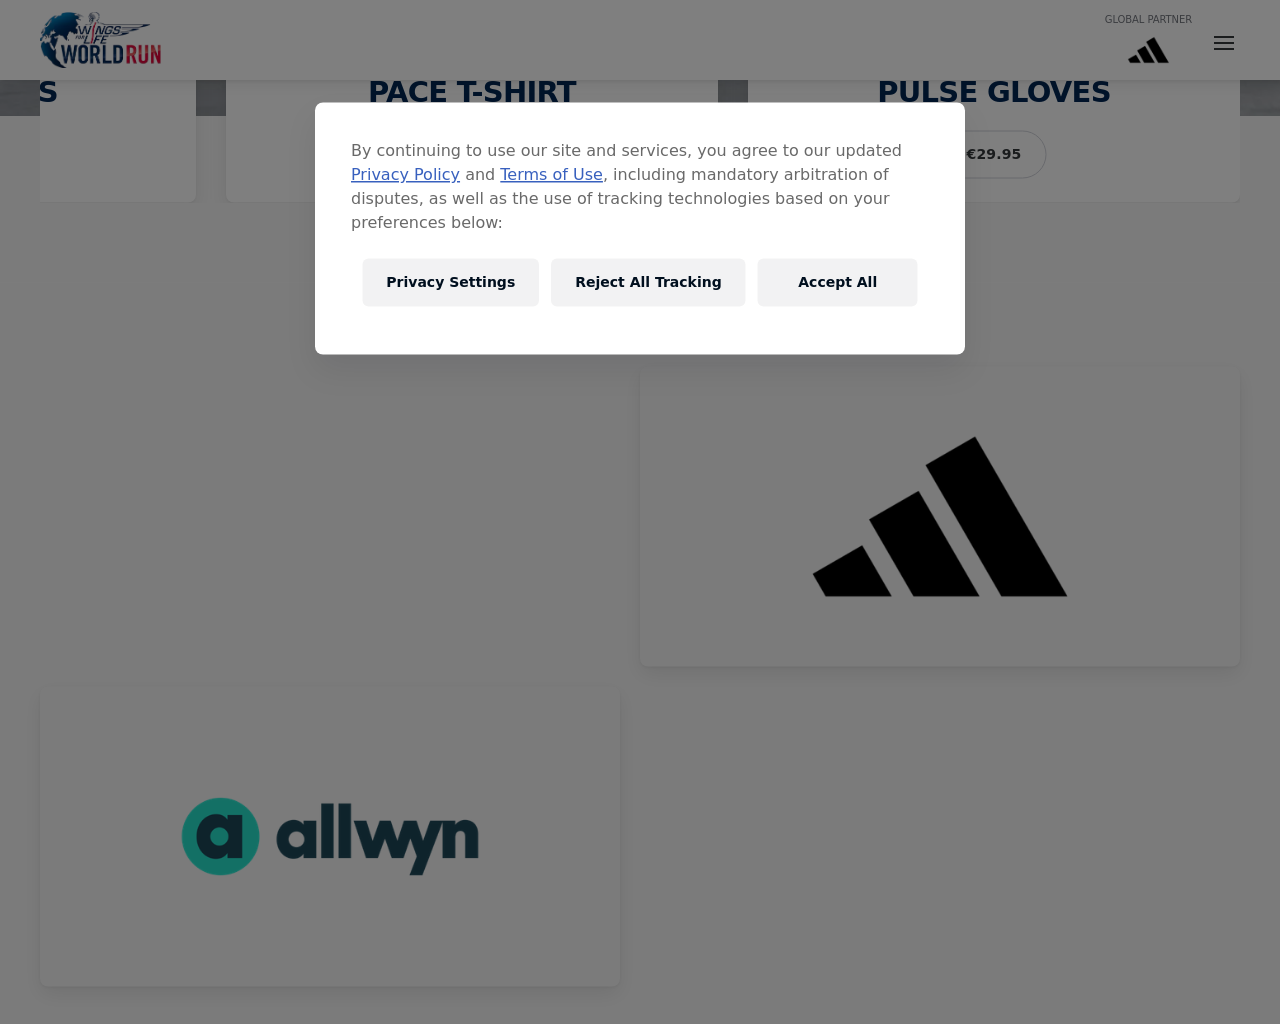 WINGS
FOR LIFE
WORLD RUN
GLOBAL PARTNER
S
PACE T-SHIRT
PULSE GLOVES
€29.95
By continuing to use our site and services, you agree to our updated
Privacy Policy and Terms of Use, including mandatory arbitration of
disputes, as well as the use of tracking technologies based on your
preferences below:
Privacy Settings
Reject All Tracking
Accept All
a allwyn